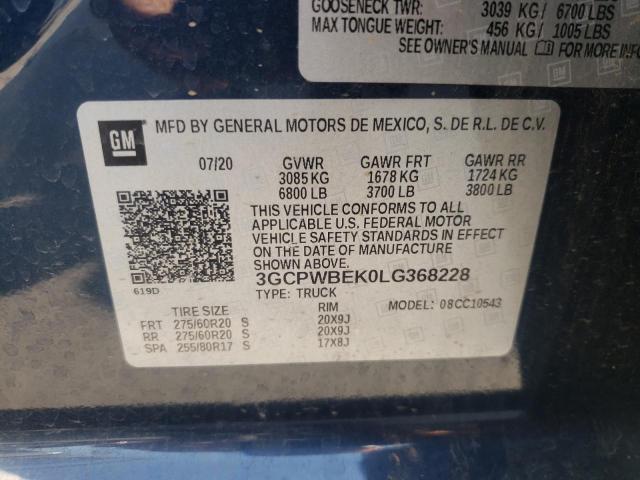 GOOSENECK TWR: 3039 KG/ 6700 LBS
MAX TONGUE WEIGHT: 456 KG/ 1005 LBS
SEE OWNER'S MANUAL FOR MORE INFO
GM
MFD BY GENERAL MOTORS DE MEXICO, S. DE R.L. DE C.V.
07/20 GVWR GAWR FRT GAWR RR
3085 KG 1678 KG 1724 KG
6800 LB 3700 LB 3800 LB
THIS VEHICLE CONFORMS TO ALL
APPLICABLE U.S. FEDERAL MOTOR
VEHICLE SAFETY STANDARDS IN EFFECT
ON THE DATE OF MANUFACTURE
SHOWN ABOVE.
3GCPWBEK0LG368228
619D
TYPE: TRUCK
MODEL: 08CC10543
TIRE SIZE RIM
FRT 275/60R20 S 20X9J
RR 275/60R20 S 20X9J
SPA 255/80R17 S 17X8J